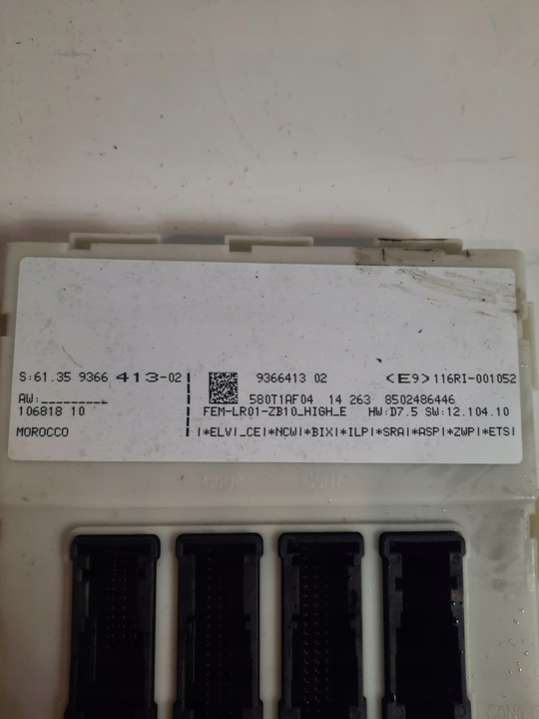 S:61.35 9366 413-02
9366413 02
<E9>116RI-001052
AW:_________
580T1AF04 14 263 8502486446
106818 10
FEM-LR01-ZB10_HIGH_E HW:D7.5 SW:12.104.10
MOROCCO
|*ELV|_CE|*NCW|*BIX|*ILP|*SRA|*ASP|*ZWP|*ETS|